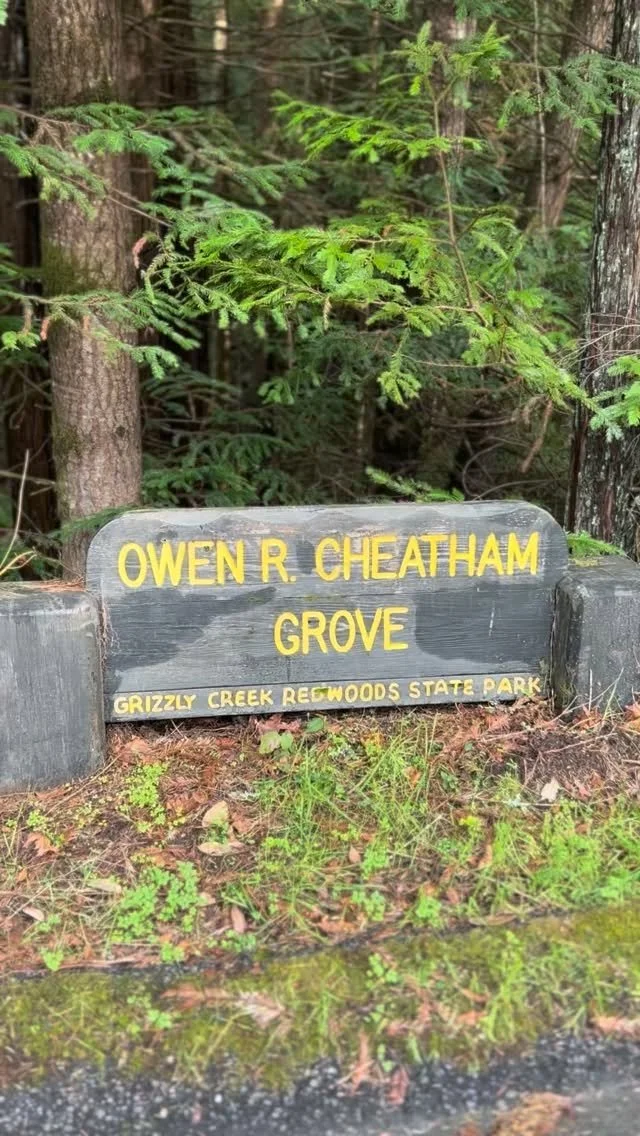 OWEN R. CHEATHAM
GROVE
GRIZZLY CREEK REDWOODS STATE PARK